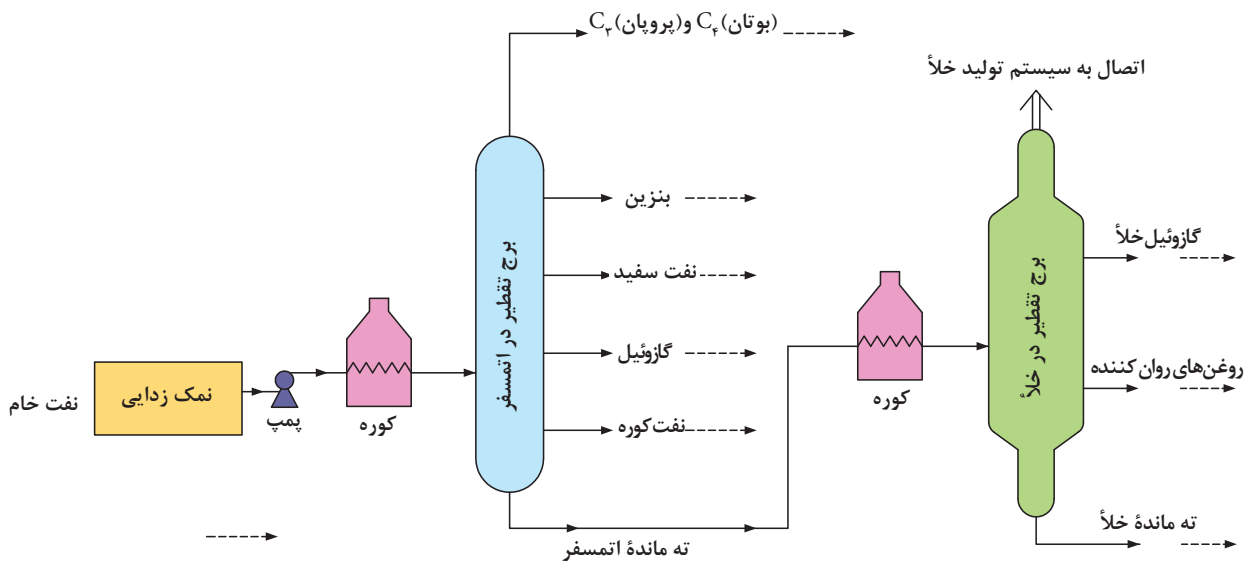 C₃(پروپان) و C₄(بوتان)
اتصال به سیستم تولید خلأ
برج تقطیر در اتمسفر
بنزین
نفت سفید
گازوئیل
نفت کوره
برج تقطیر در خلأ
گازوئیل خلأ
روغن‌های روان کننده
نفت خام
نمک زدایی
پمپ
کوره
کوره
ته ماندهٔ اتمسفر
ته ماندهٔ خلأ